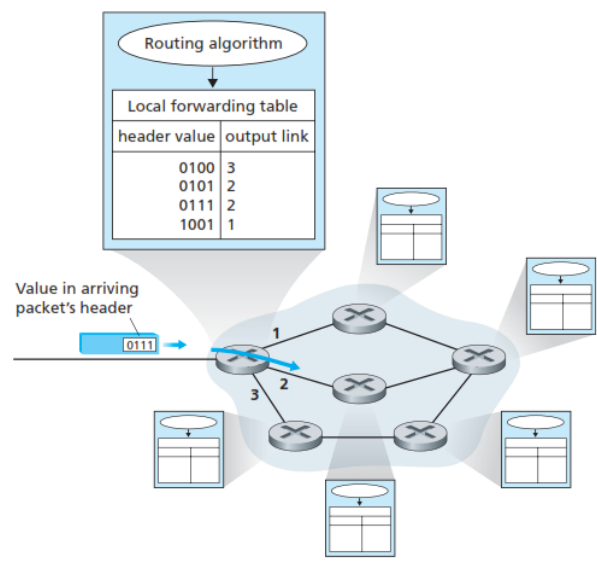 Routing algorithm
Local forwarding table
header value output link
0100 3
0101 2
0111 2
1001 1
Value in arriving
packet's header
0111
1
2
3